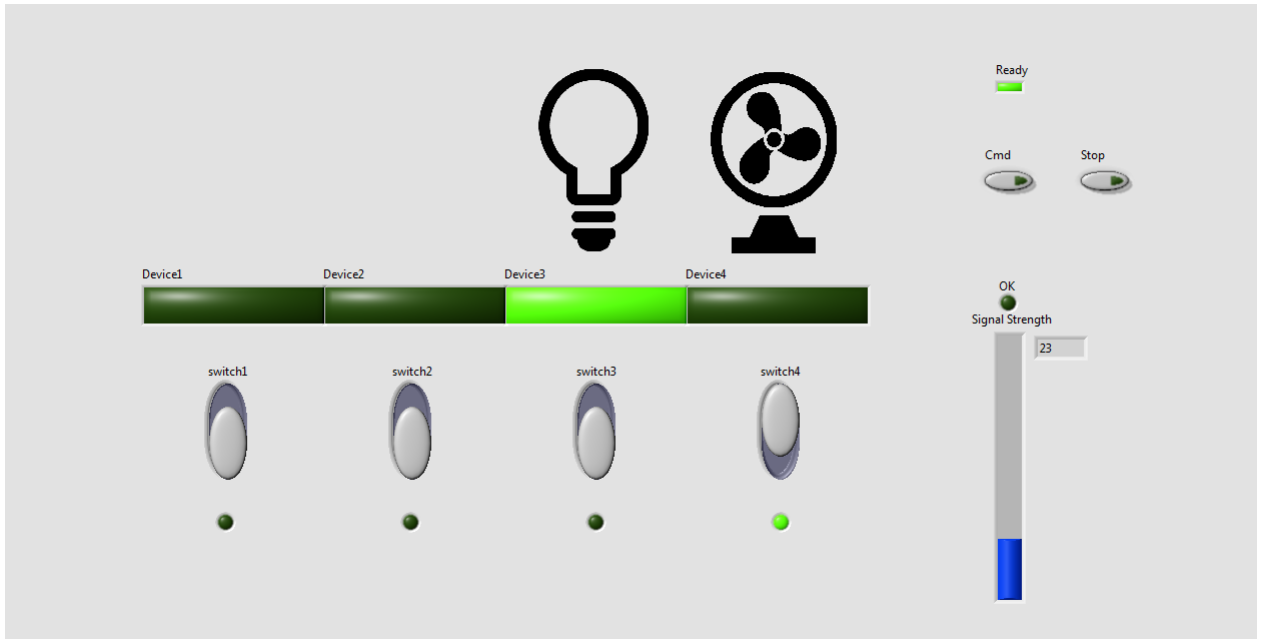 Ready
Cmd Stop
Device1 Device2 Device3 Device4
OK
Signal Strength
23
switch1 switch2 switch3 switch4